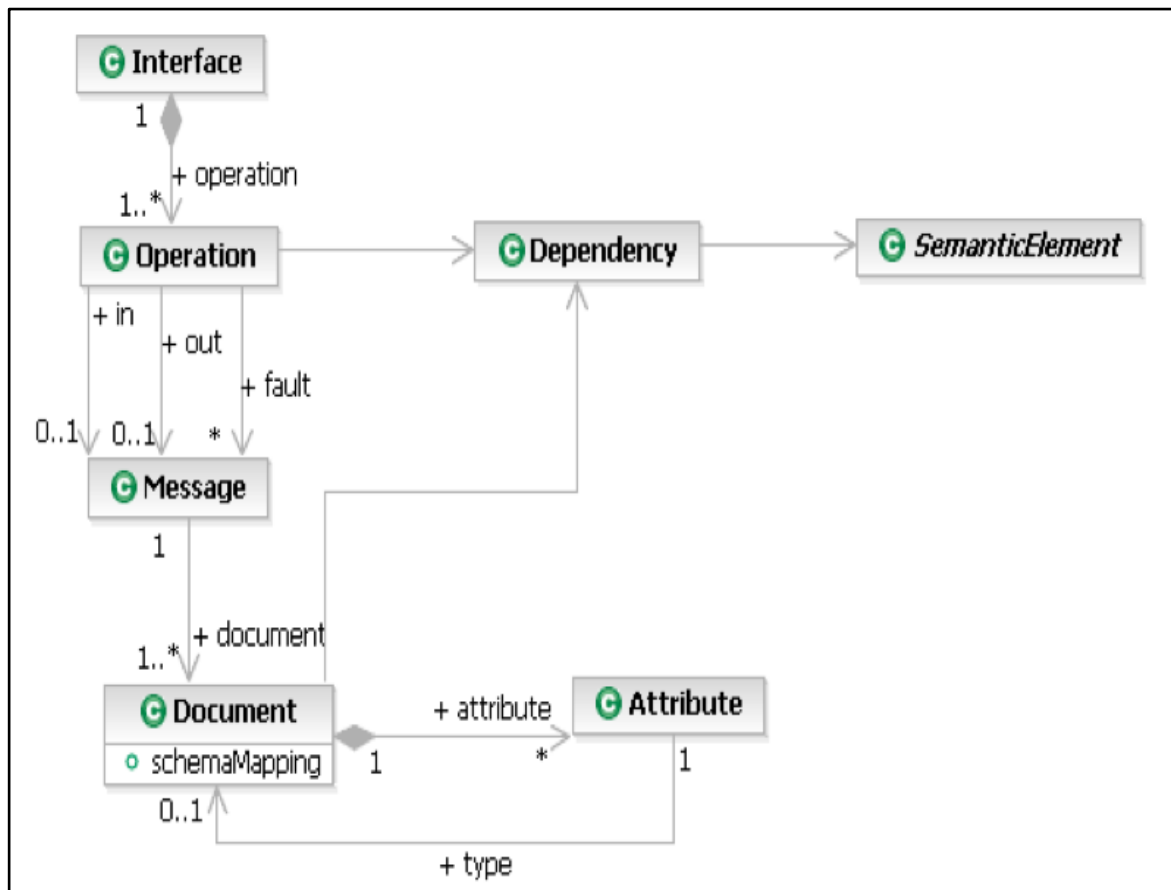 C Interface
1
+ operation
1..*
C Operation
C Dependency
C SemanticElement
+ in
+ out
+ fault
0..1
0..1
*
C Message
1
+ document
1..*
C Document
schemaMapping
+ attribute
C Attribute
1
*
1
0..1
+ type